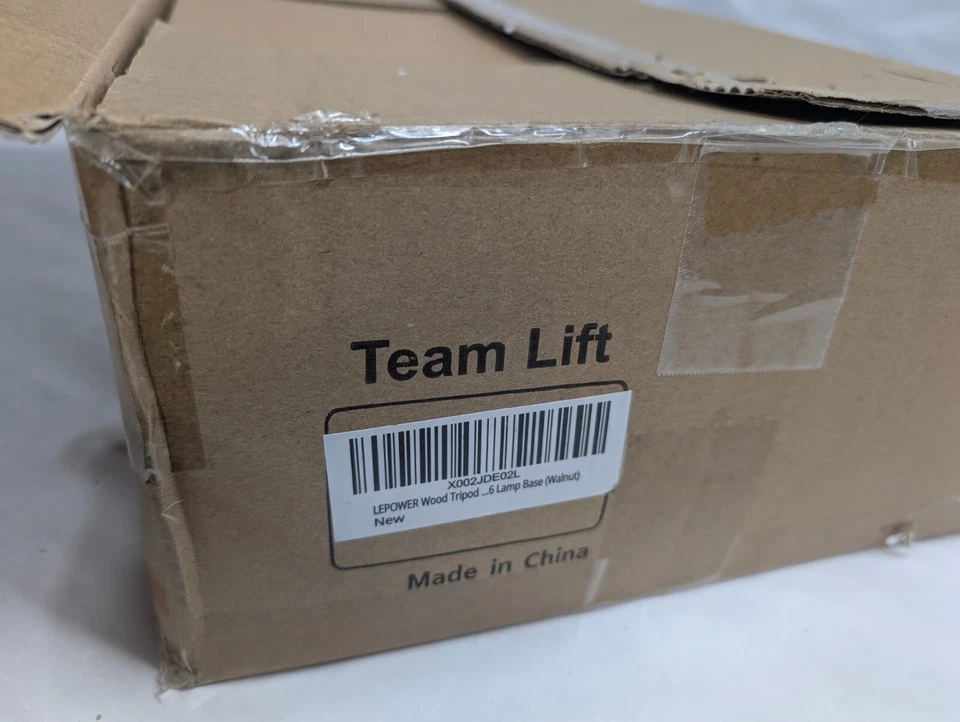 Team Lift
X002JDE02L
LEPOWER Wood Tripod ...6 Lamp Base (Walnut)
New
Made in China